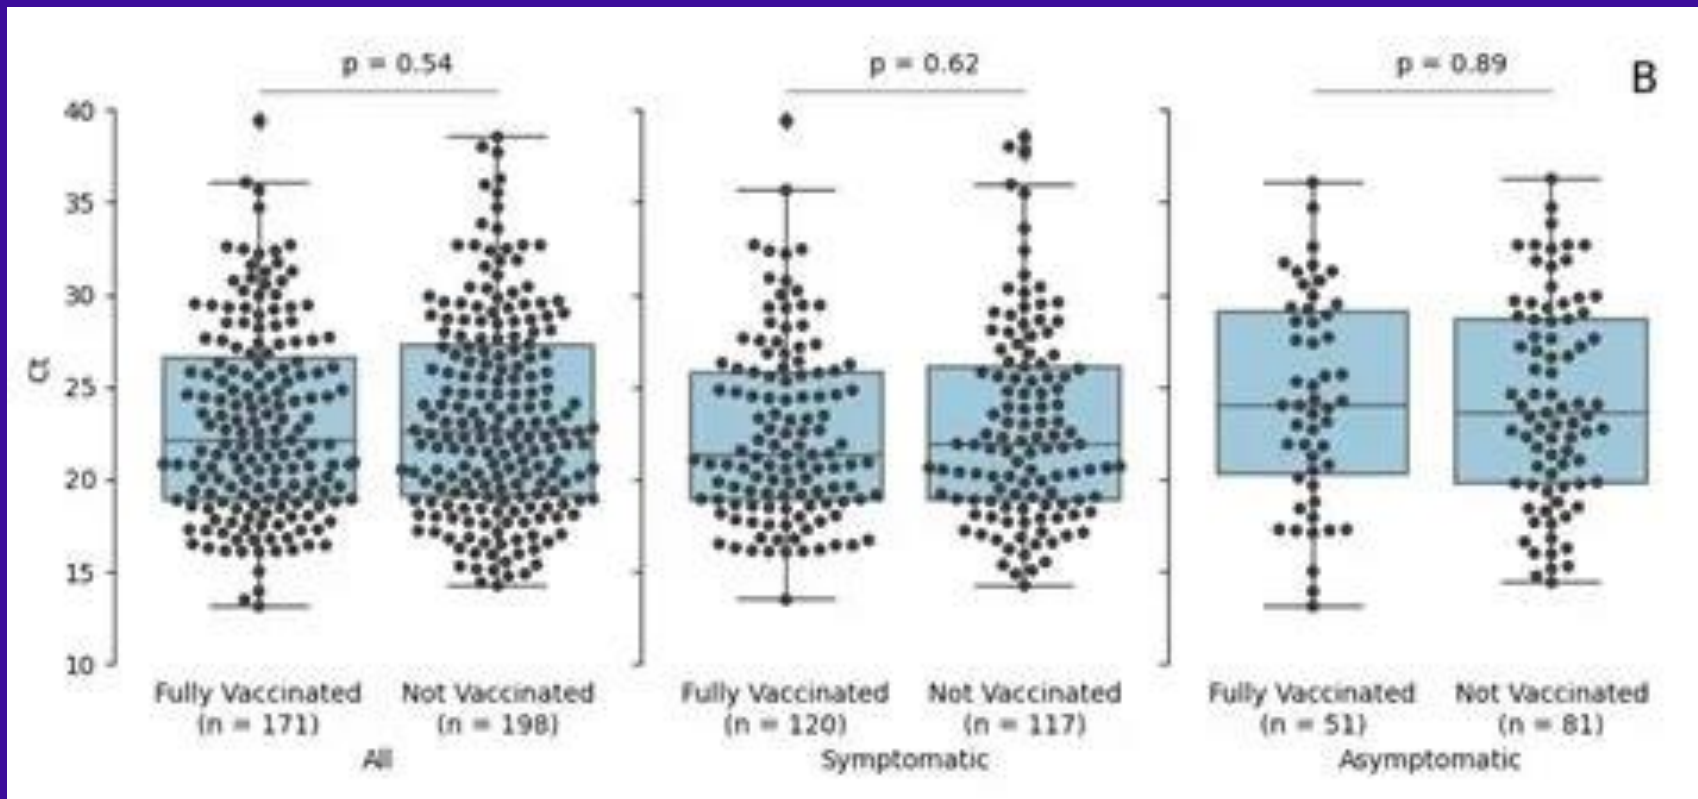 p = 0.54
p = 0.62
p = 0.89
B
40
35
30
25
20
15
10
Ct
Fully Vaccinated
(n = 171)
Not Vaccinated
(n = 198)
All
Fully Vaccinated
(n = 120)
Not Vaccinated
(n = 117)
Symptomatic
Fully Vaccinated
(n = 51)
Not Vaccinated
(n = 81)
Asymptomatic